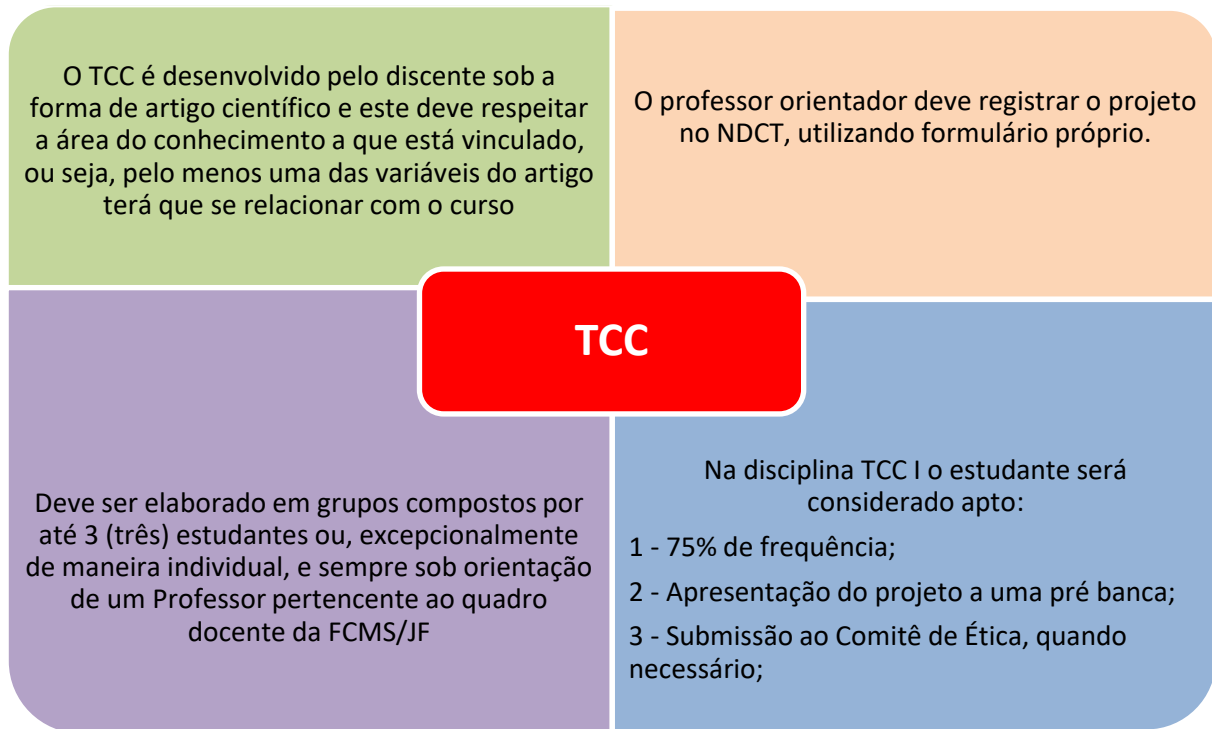 O TCC é desenvolvido pelo discente sob a
forma de artigo científico e este deve respeitar
a área do conhecimento a que está vinculado,
ou seja, pelo menos uma das variáveis do artigo
terá que se relacionar com o curso
O professor orientador deve registrar o projeto
no NDCT, utilizando formulário próprio.
TCC
Deve ser elaborado em grupos compostos por
até 3 (três) estudantes ou, excepcionalmente
de maneira individual, e sempre sob orientação
de um Professor pertencente ao quadro
docente da FCMS/JF
Na disciplina TCC I o estudante será
considerado apto:
1 - 75% de frequência;
2 - Apresentação do projeto a uma pré banca;
3 - Submissão ao Comitê de Ética, quando
necessário;